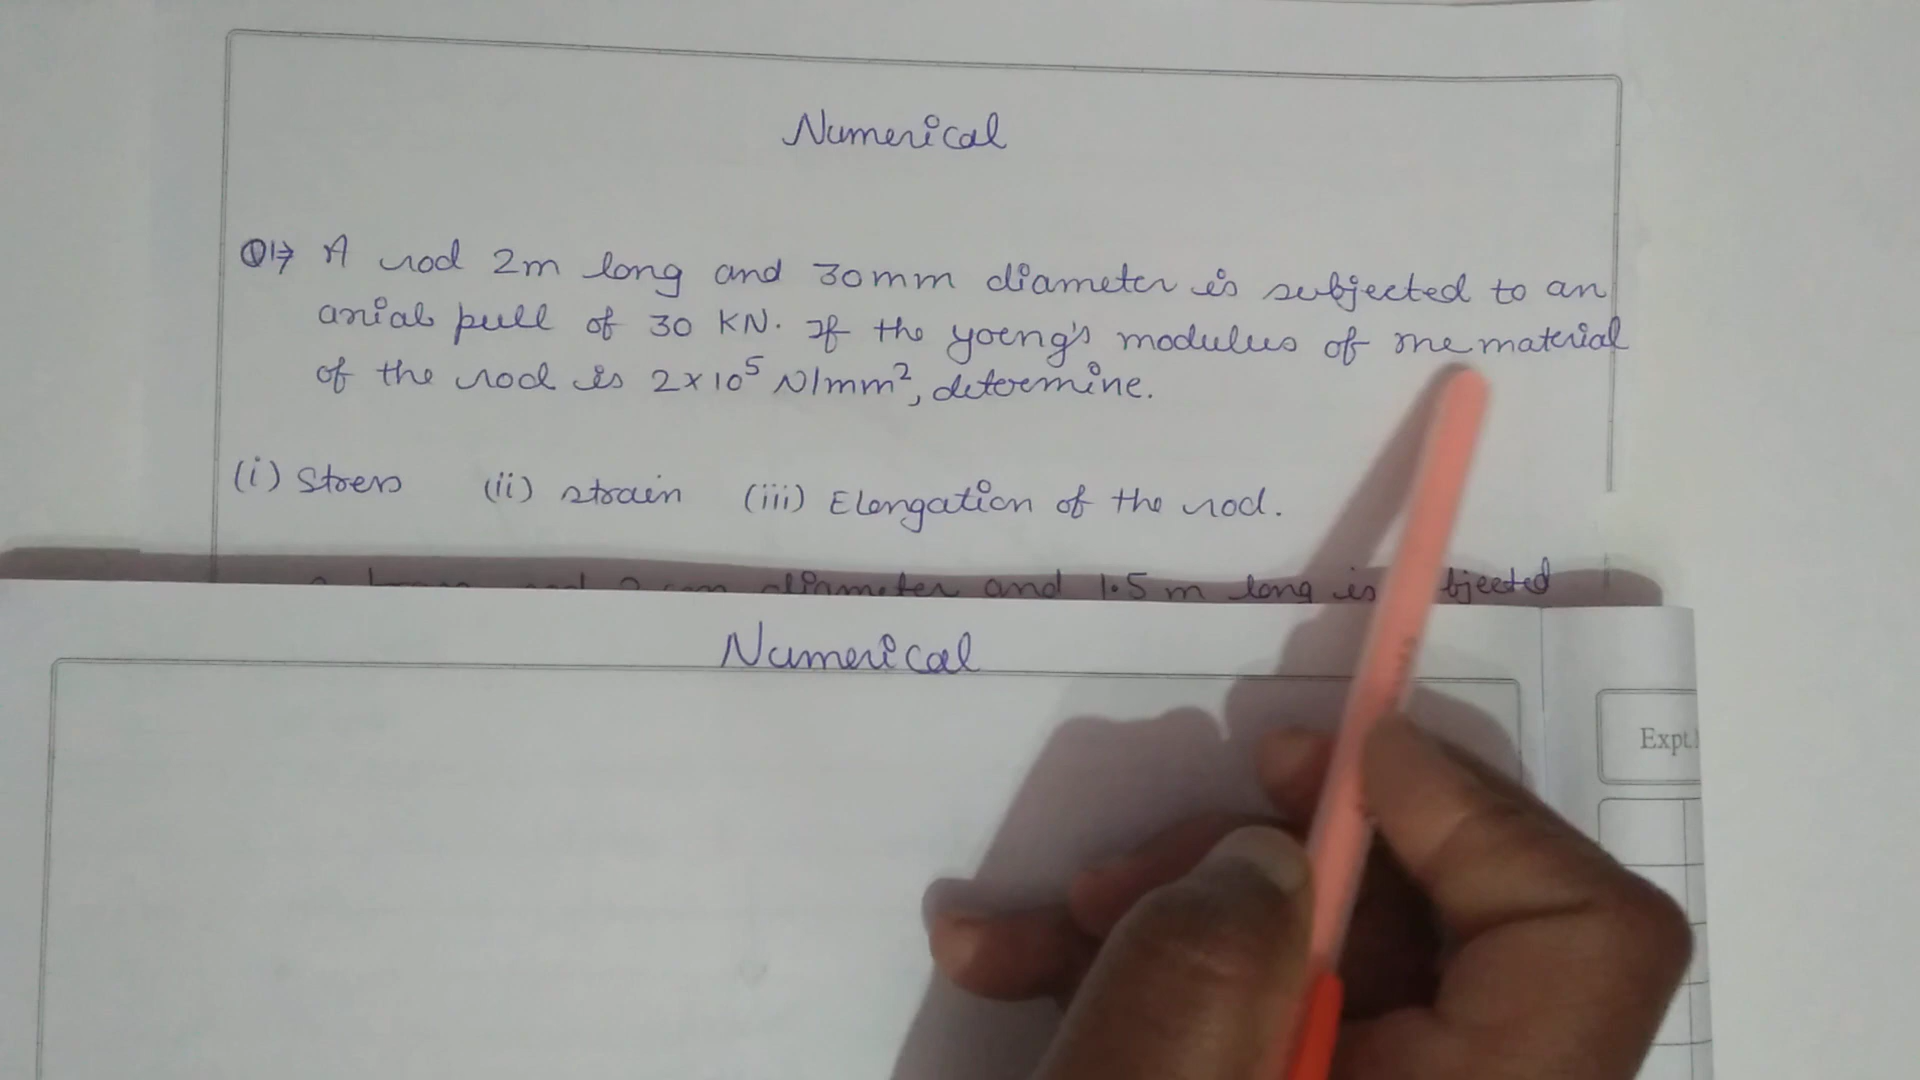 Numerical
Q1→ A rod 2m long and 30mm diameter is subjected to an
axial pull of 30 KN. If the young's modulus of the material
of the rod is 2×10⁵ N/mm², determine.
(i) Stress (ii) strain (iii) Elongation of the rod.
diameter and 1.5 m long is bjected
Numerical
Expt.